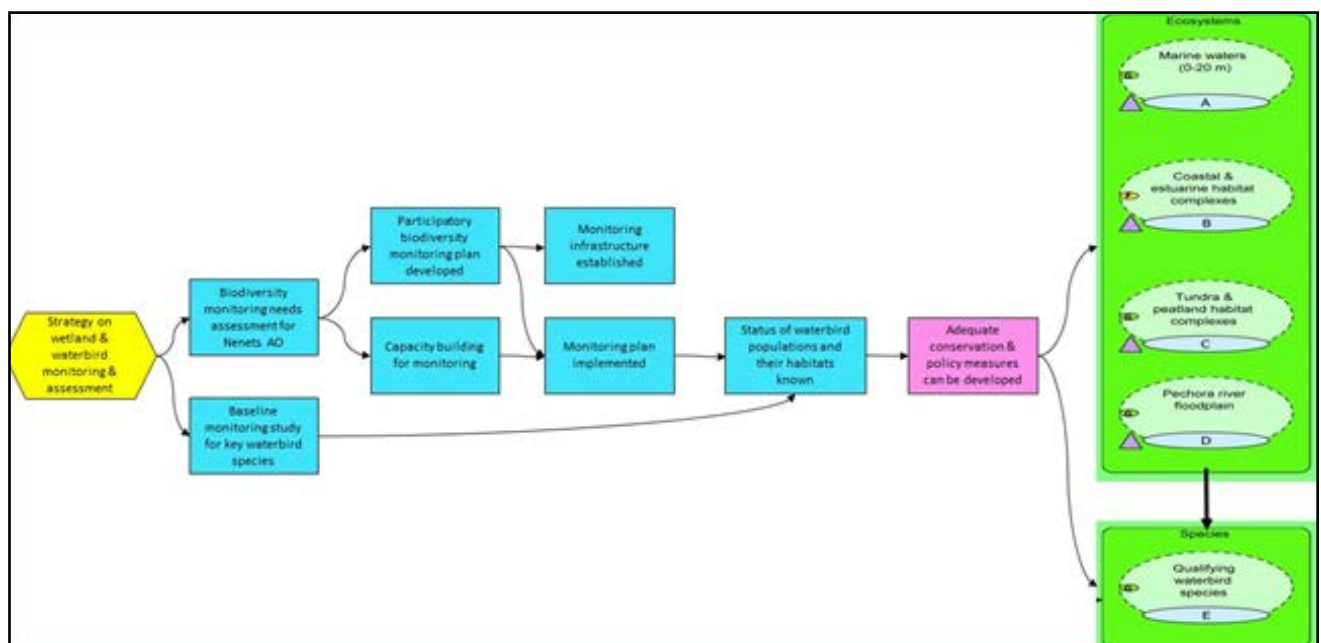 Strategy on
wetland &
waterbird
monitoring &
assessment
Biodiversity
monitoring needs
assessment for
Nenets AO
Baseline
monitoring study
for key waterbird
species
Participatory
biodiversity
monitoring plan
developed
Capacity building
for monitoring
Monitoring
infrastructure
established
Monitoring plan
implemented
Status of waterbird
populations and
their habitats
known
Adequate
conservation &
policy measures
can be developed
Ecosystems
Marine waters
(0-20 m)
A
Coastal &
estuarine habitat
complexes
B
Tundra &
peatland habitat
complexes
C
Pechora river
floodplain
D
Species
Qualifying
waterbird
species
E